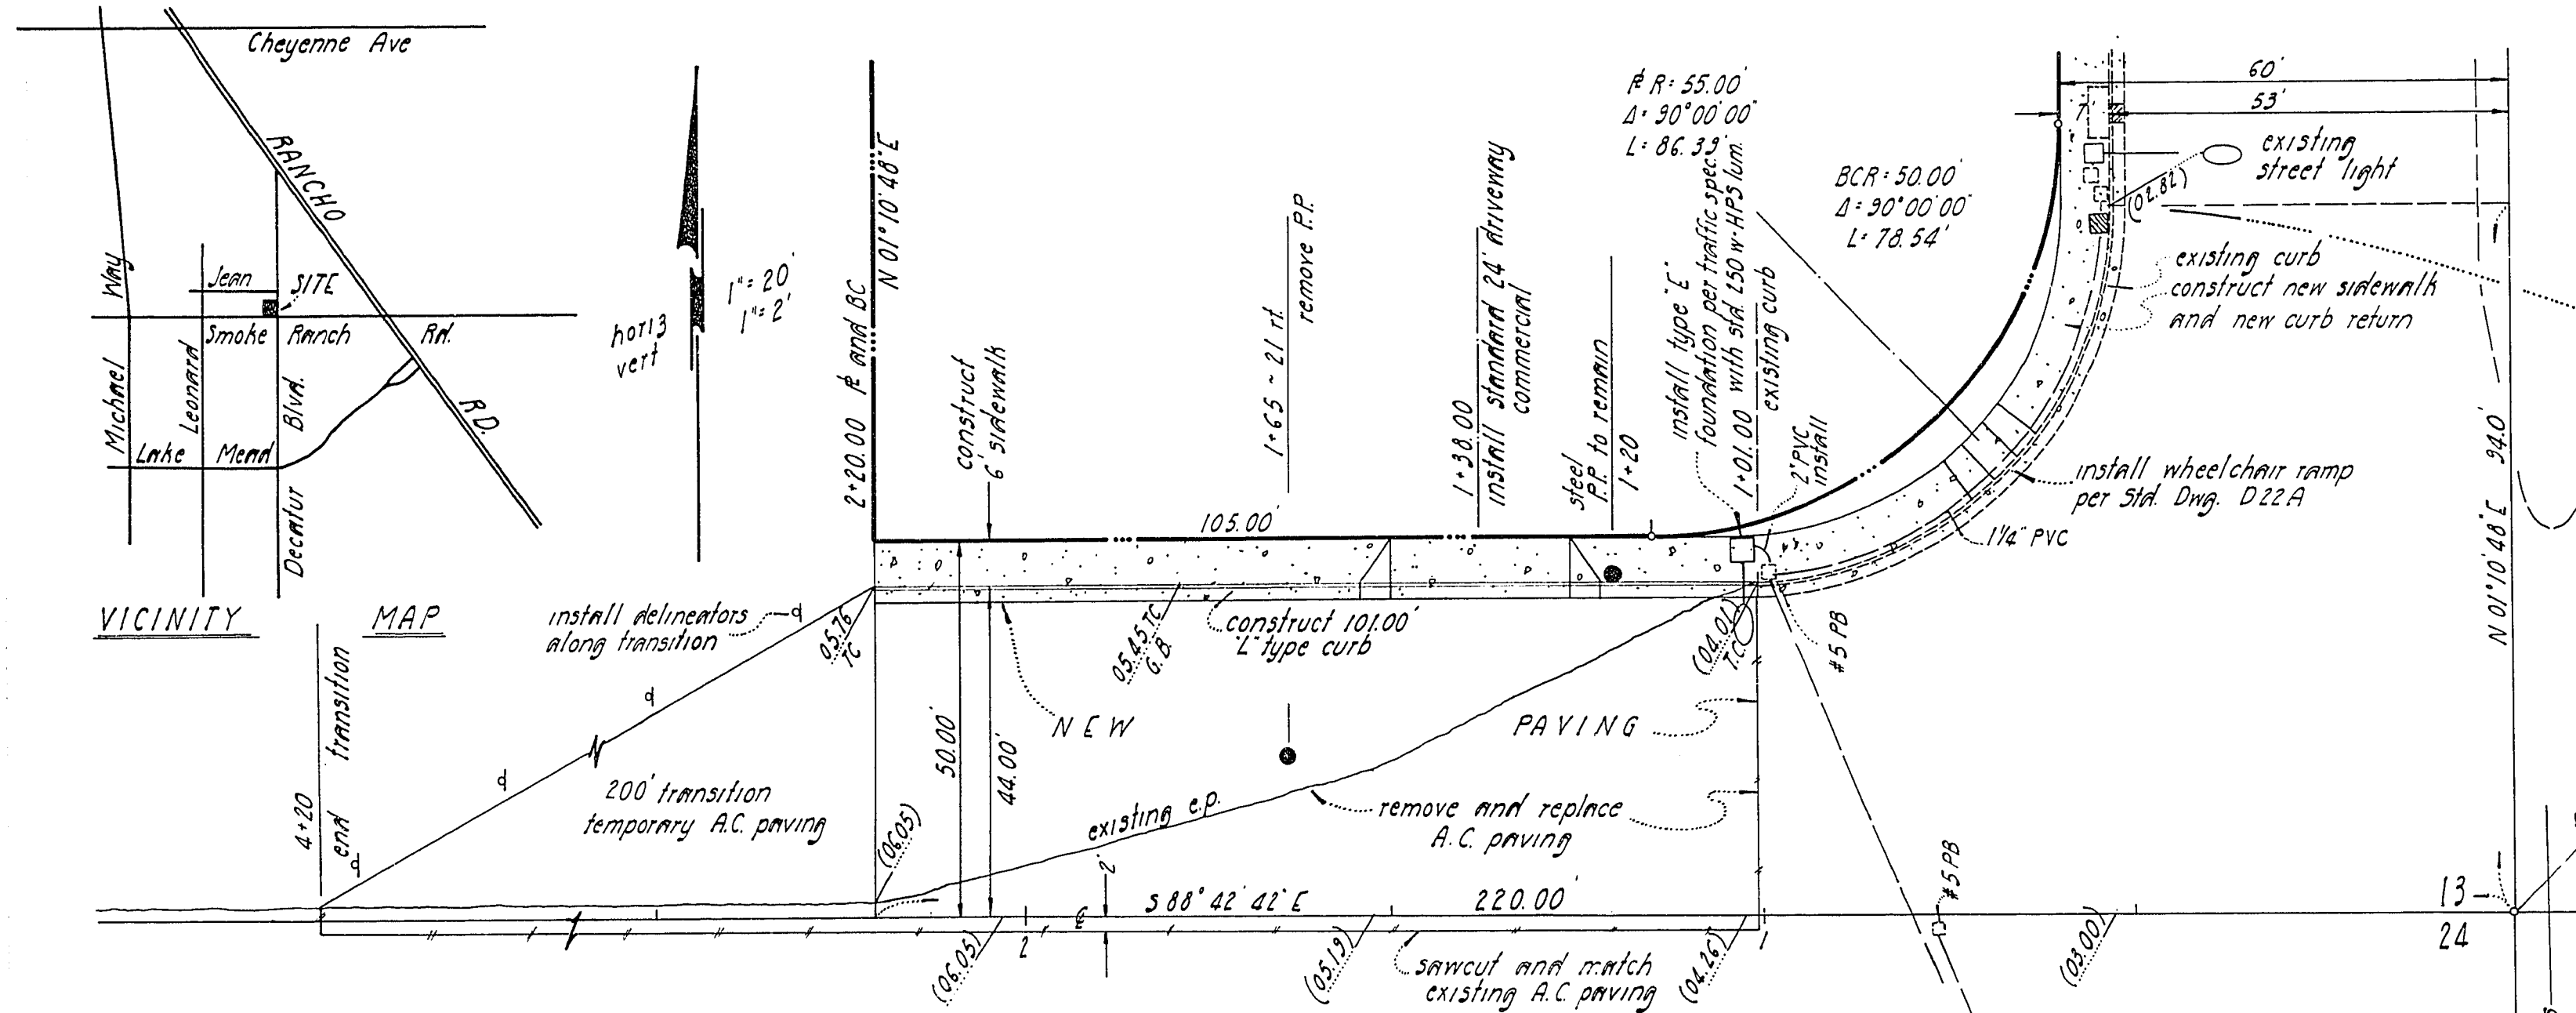 Cheyenne Ave
RANCHO
RD.
Way
Michael
Jean
SITE
Smoke Ranch Rd.
Leonard
Blvd.
Decatur
Lake Mead
VICINITY MAP
horiz 1"=20'
vert 1"=2'
2+20.00 PL and BC
N 01°10'48"E
construct
6' sidewalk
1+65 ~ 21 rt.
remove P.P.
1+38.00
install standard 24' driveway
commercial
steel
P.P. to remain
1+20
install type "E"
foundation per traffic spec.
1+01.00 with std. 250 w-HPS lum.
existing curb
2" PVC
install
PL R=55.00'
Δ=90°00'00"
L=86.39'
BCR=50.00'
Δ=90°00'00"
L=78.54'
60'
53'
7'
existing
street light
(02.82)
existing curb
construct new sidewalk
and new curb return
install wheelchair ramp
per Std. Dwg. D22A
1 1/4" PVC
#5 PB
N 01°10'48"E 94.0'
105.00'
install delineators
along transition
05.76
TC
05.45 TC
G.B.
construct 101.00'
"L" type curb
(04.01)
T.C.
NEW PAVING
50.00'
44.00'
4+20
end transition
200' transition
temporary A.C. paving
(06.05)
existing e.p.
remove and replace
A.C. paving
2'
S 88°42'42"E 220.00'
(06.05)
2
(05.19)
sawcut and match
existing A.C. paving
(04.26)
1
#5 PB
(03.00)
13
24